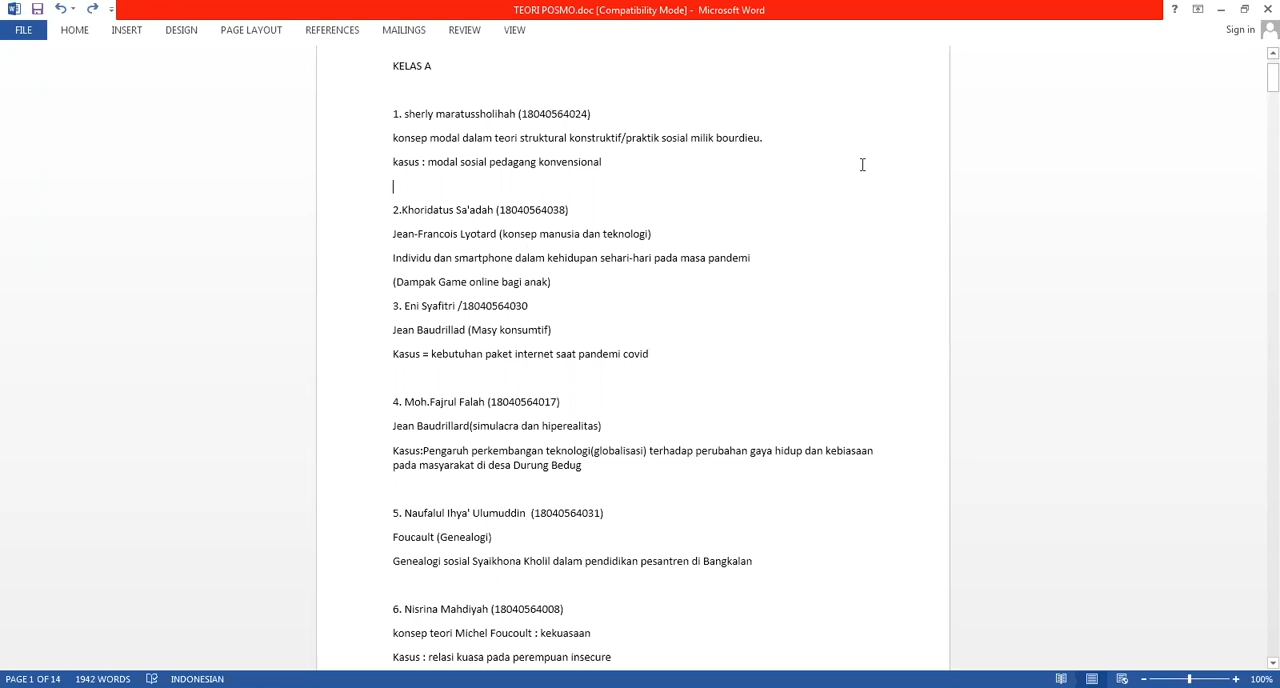 TEORI POSMO.doc [Compatibility Mode] - Microsoft Word
?
FILE HOME INSERT DESIGN PAGE LAYOUT REFERENCES MAILINGS REVIEW VIEW Sign in
KELAS A
1. sherly maratussholihah (18040564024)
konsep modal dalam teori struktural konstruktif/praktik sosial milik bourdieu.
kasus : modal sosial pedagang konvensional
2.Khoridatus Sa'adah (18040564038)
Jean-Francois Lyotard (konsep manusia dan teknologi)
Individu dan smartphone dalam kehidupan sehari-hari pada masa pandemi
(Dampak Game online bagi anak)
3. Eni Syafitri /18040564030
Jean Baudrillad (Masy konsumtif)
Kasus = kebutuhan paket internet saat pandemi covid
4. Moh.Fajrul Falah (18040564017)
Jean Baudrillard(simulacra dan hiperealitas)
Kasus:Pengaruh perkembangan teknologi(globalisasi) terhadap perubahan gaya hidup dan kebiasaan
pada masyarakat di desa Durung Bedug
5. Naufalul Ihya' Ulumuddin  (18040564031)
Foucault (Genealogi)
Genealogi sosial Syaikhona Kholil dalam pendidikan pesantren di Bangkalan
6. Nisrina Mahdiyah (18040564008)
konsep teori Michel Foucoult : kekuasaan
Kasus : relasi kuasa pada perempuan insecure
PAGE 1 OF 14 1942 WORDS INDONESIAN 100%